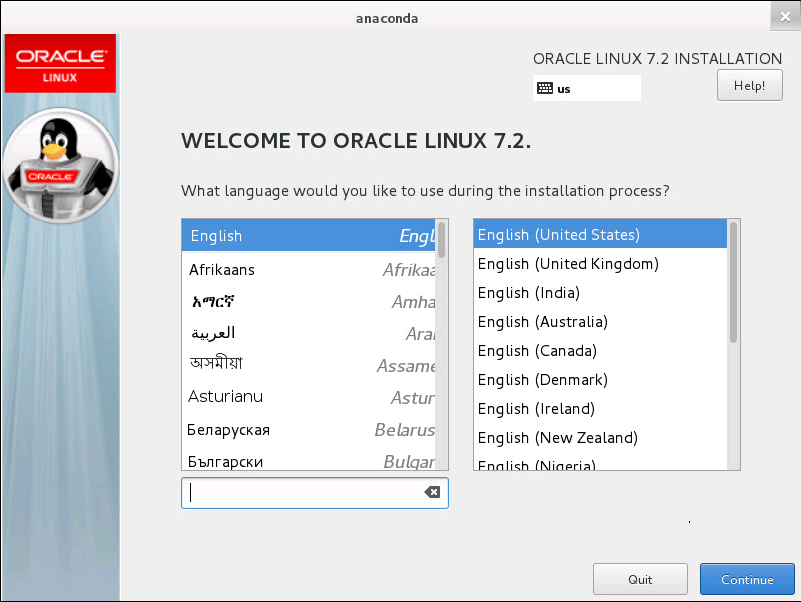 anaconda
ORACLE
LINUX
ORACLE
ORACLE LINUX 7.2 INSTALLATION
us
Help!
WELCOME TO ORACLE LINUX 7.2.
What language would you like to use during the installation process?
English Engl
Afrikaans Afrikaa
አማርኛ Amha
العربية Ara
অসমীয়া Assame
Asturianu Astur
Беларуская Belarus
Български Bulgar
English (United States)
English (United Kingdom)
English (India)
English (Australia)
English (Canada)
English (Denmark)
English (Ireland)
English (New Zealand)
English (Nigeria)
Quit
Continue